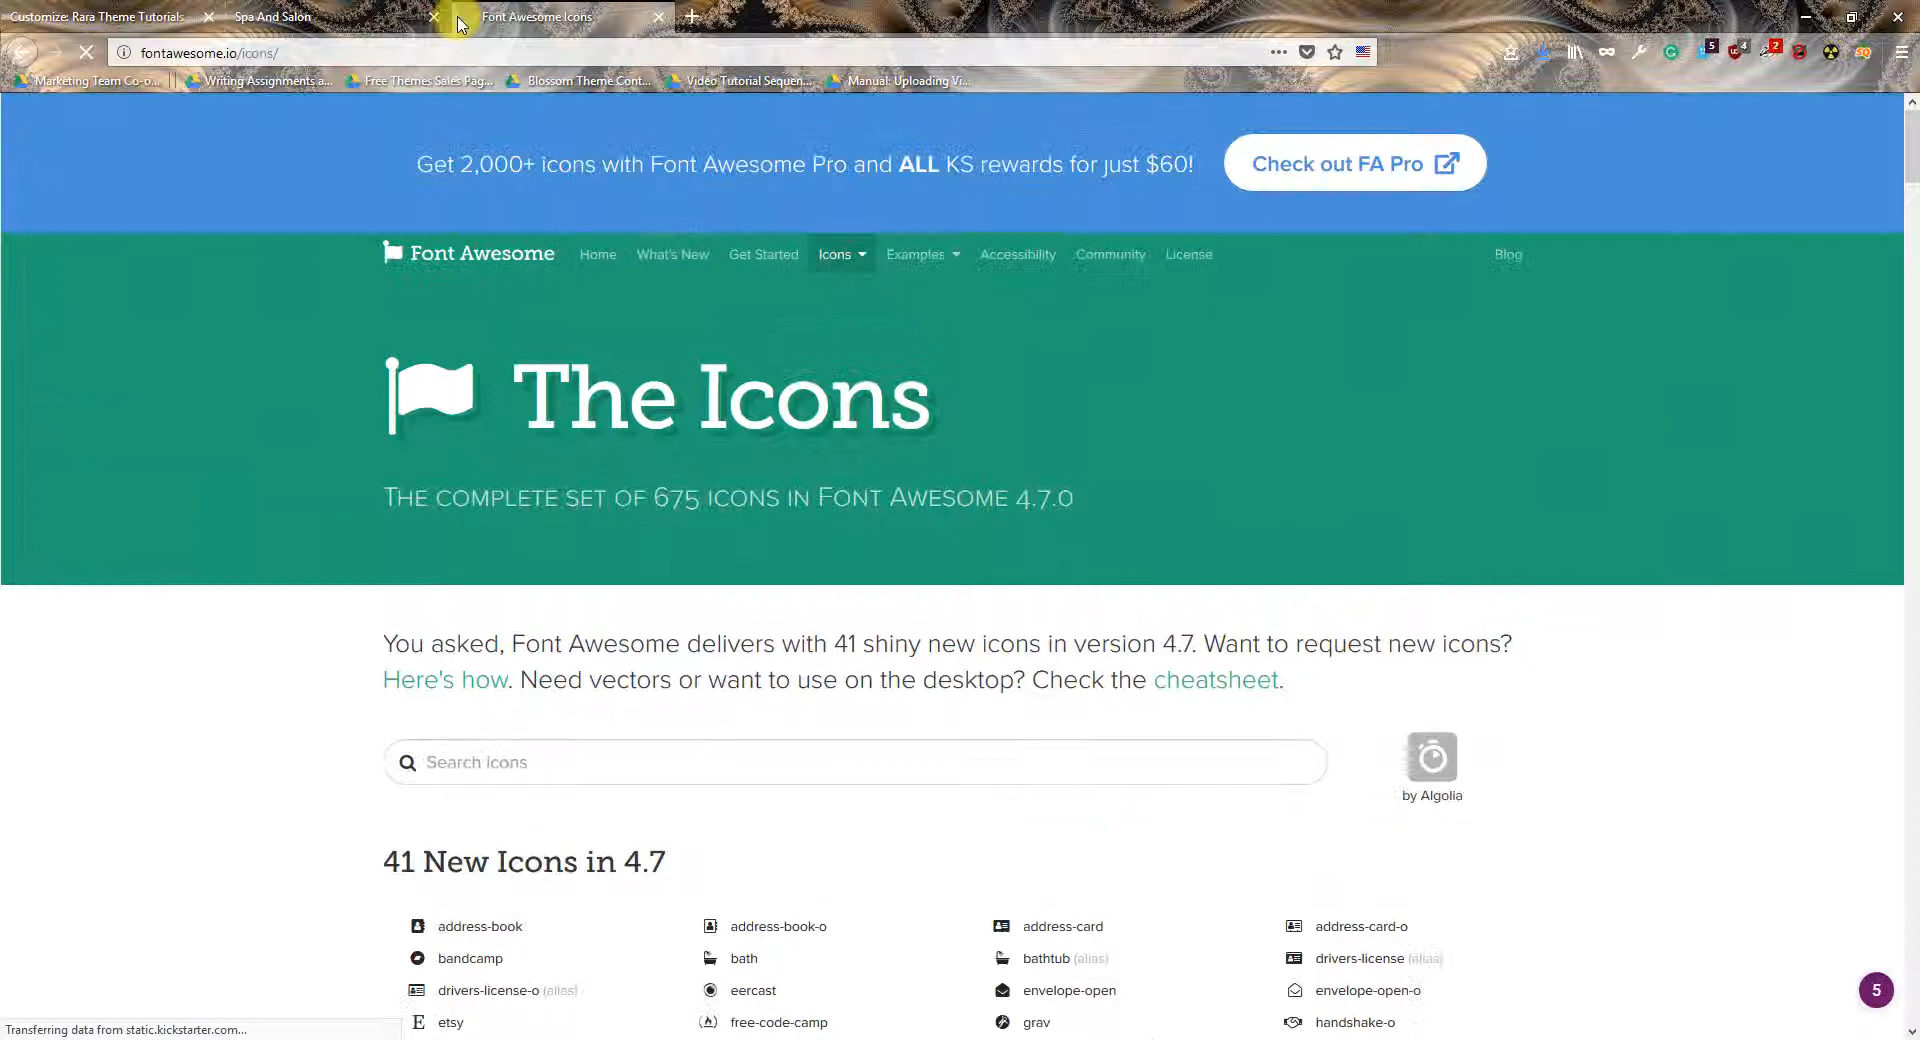 Customize: Rara Theme Tutorials
Spa And Salon
Font Awesome Icons
fontawesome.io/icons/
5
4
2
Marketing Team Co-o...
Writing Assignments a...
Free Themes Sales Pag...
Blossom Theme Cont...
Video Tutorial Sequen...
Manual: Uploading Vi...
Get 2,000+ icons with Font Awesome Pro and ALL KS rewards for just $60!
Check out FA Pro
Font Awesome
Home
What's New
Get Started
Icons
Examples
Accessibility
Community
License
Blog
The Icons
The complete set of 675 icons in Font Awesome 4.7.0
You asked, Font Awesome delivers with 41 shiny new icons in version 4.7. Want to request new icons?
Here's how. Need vectors or want to use on the desktop? Check the cheatsheet.
Search icons
by Algolia
41 New Icons in 4.7
address-book
address-book-o
address-card
address-card-o
bandcamp
bath
bathtub (alias)
drivers-license (alias)
drivers-license-o (alias)
eercast
envelope-open
envelope-open-o
etsy
free-code-camp
grav
handshake-o
5
Transferring data from static.kickstarter.com...